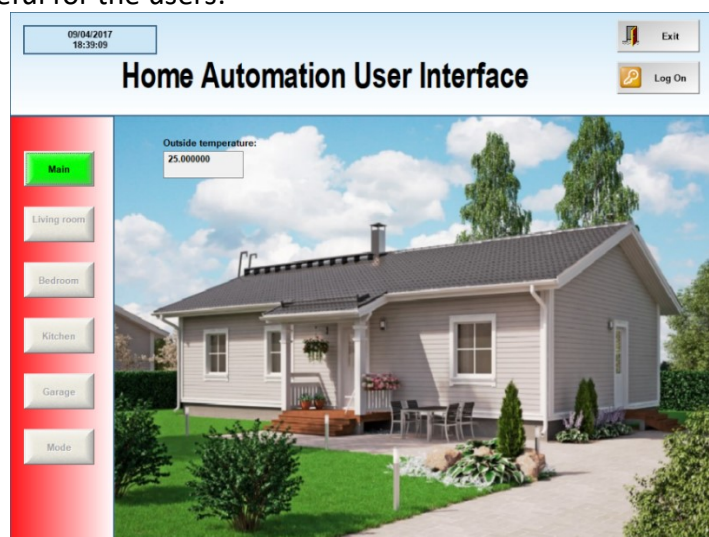 for the users.
09/04/2017
18:39:09
Exit
Home Automation User Interface
Log On
Outside temperature:
25.000000
Main
Living room
Bedroom
Kitchen
Garage
Mode